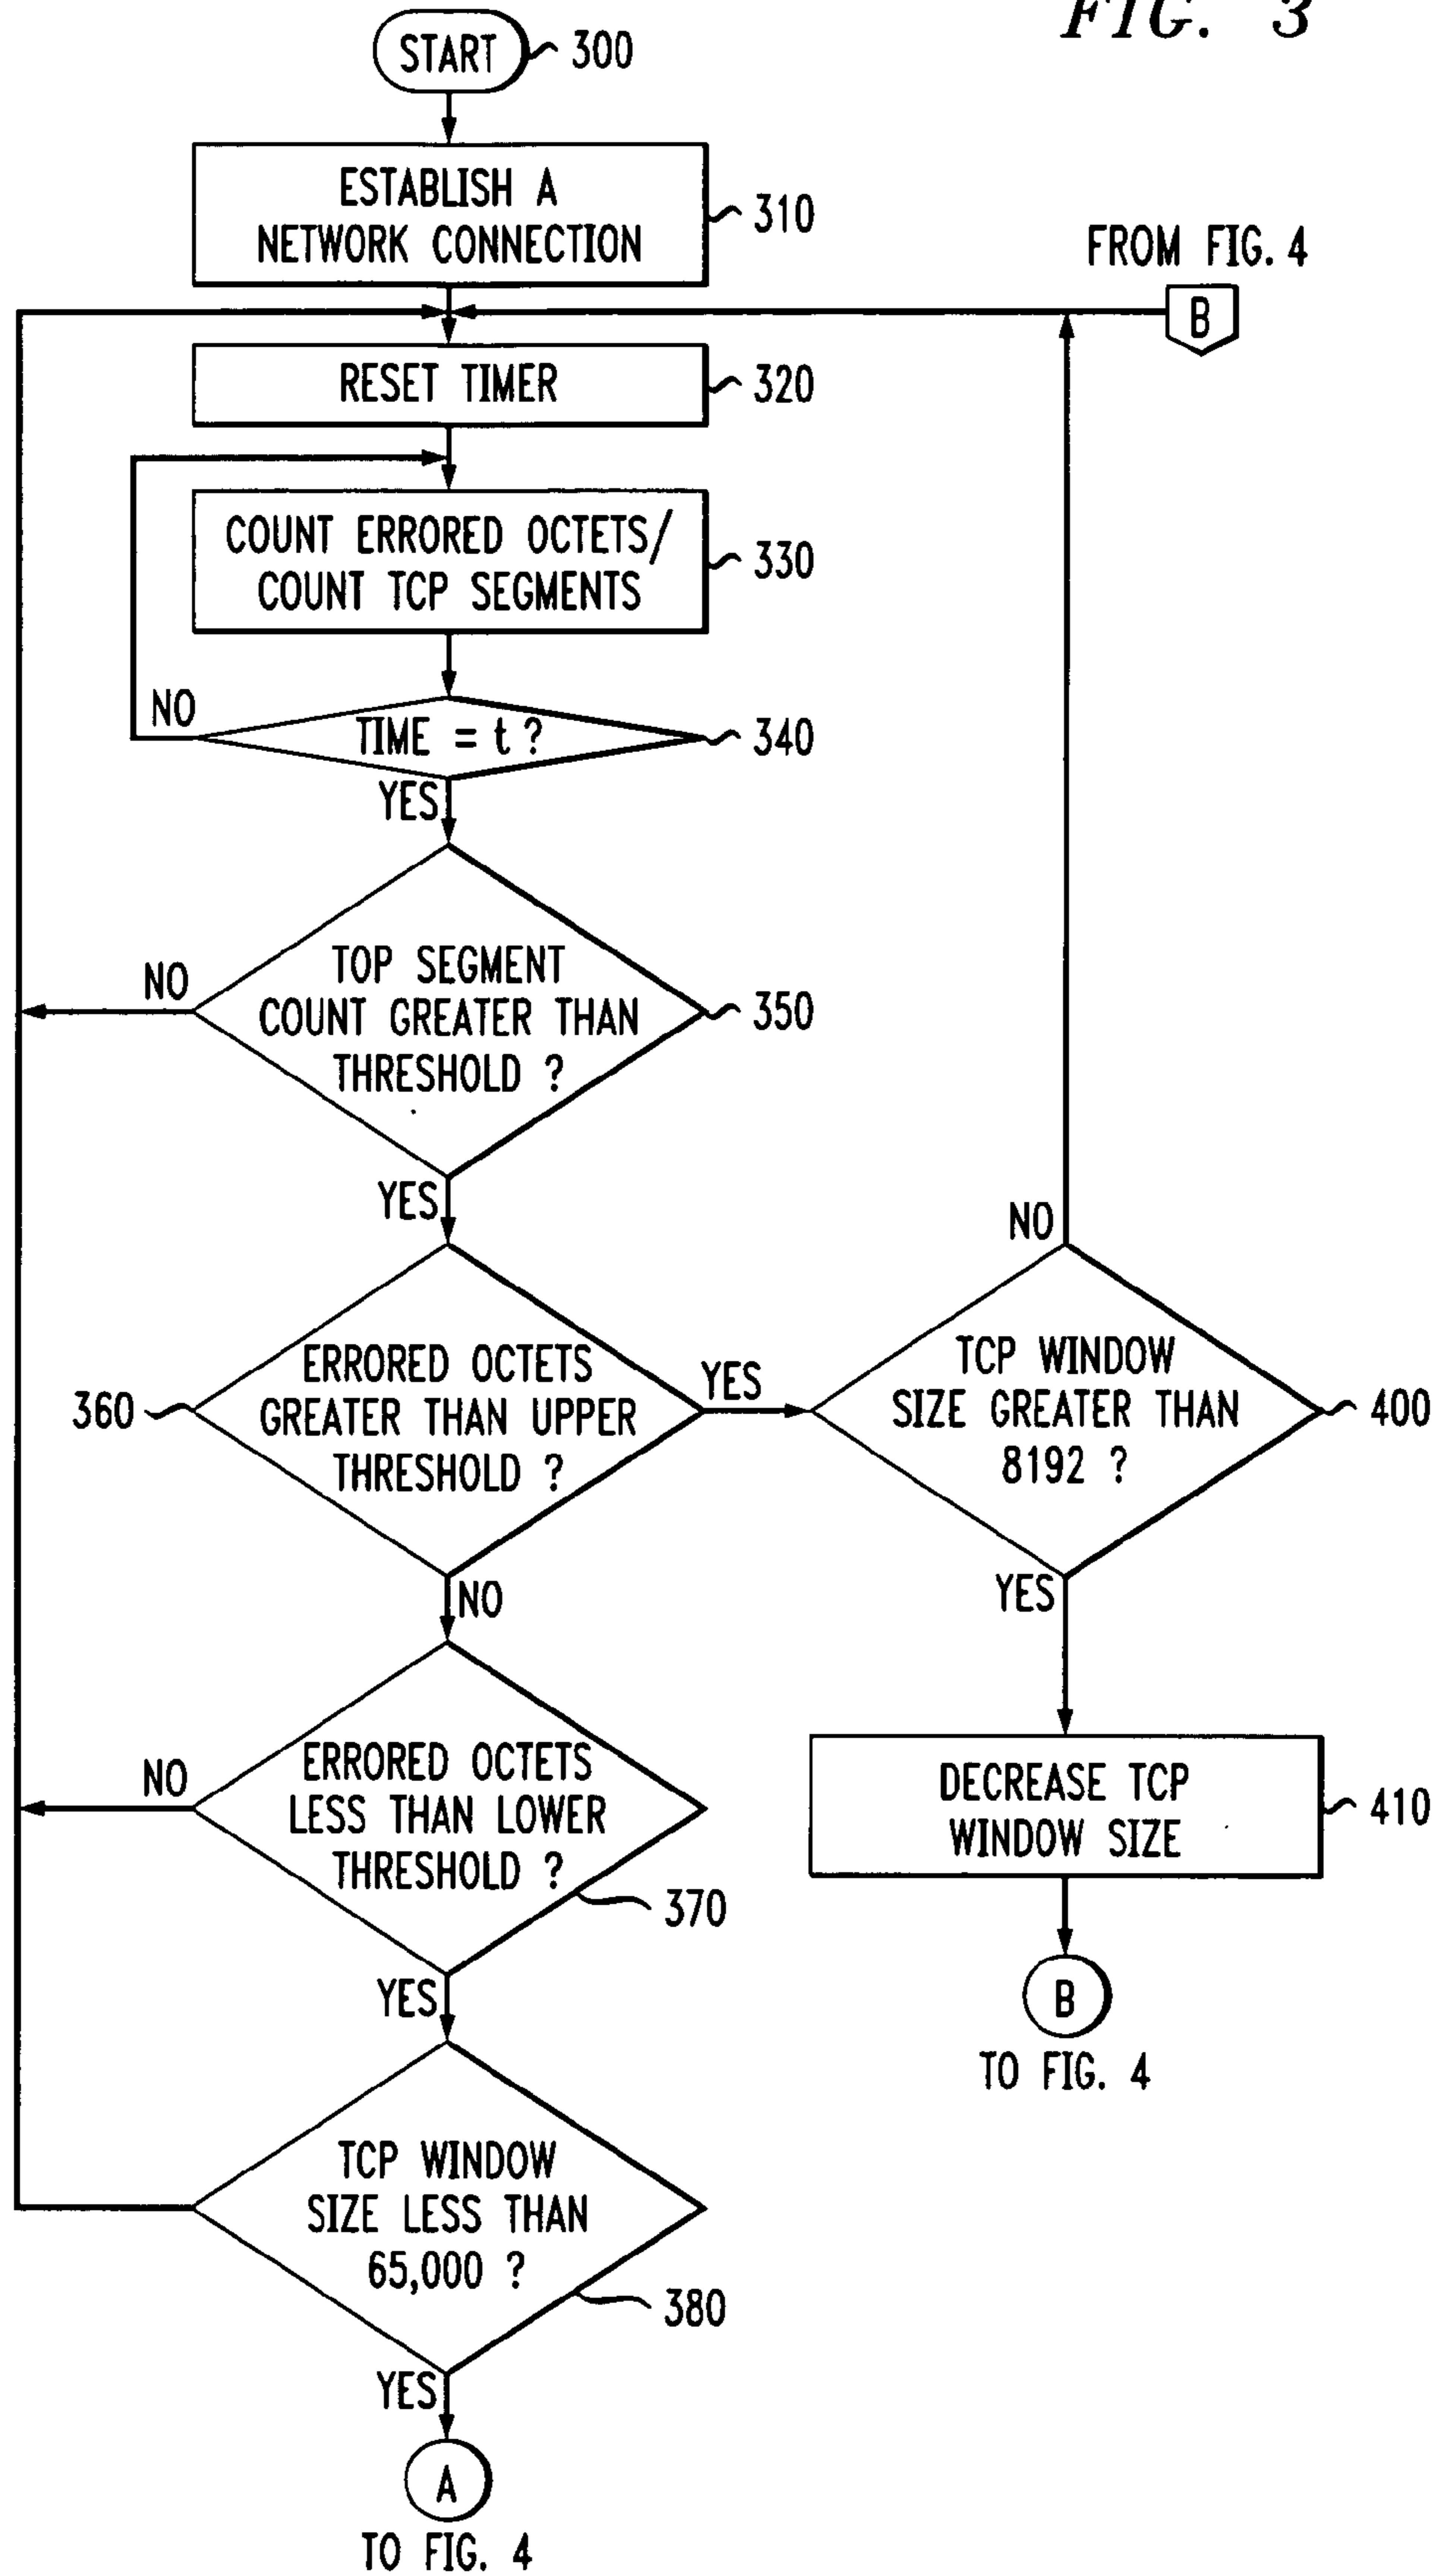 FIG. 3
START
300
ESTABLISH A
NETWORK CONNECTION
310
FROM FIG. 4
B
RESET TIMER
320
COUNT ERRORED OCTETS/
COUNT TCP SEGMENTS
330
NO
TIME = t ?
340
YES
TOP SEGMENT
COUNT GREATER THAN
THRESHOLD ?
NO
350
YES
ERRORED OCTETS
GREATER THAN UPPER
THRESHOLD ?
360
YES
NO
TCP WINDOW
SIZE GREATER THAN
8192 ?
400
NO
YES
ERRORED OCTETS
LESS THAN LOWER
THRESHOLD ?
NO
370
DECREASE TCP
WINDOW SIZE
410
YES
B
TO FIG. 4
TCP WINDOW
SIZE LESS THAN
65,000 ?
380
YES
A
TO FIG. 4